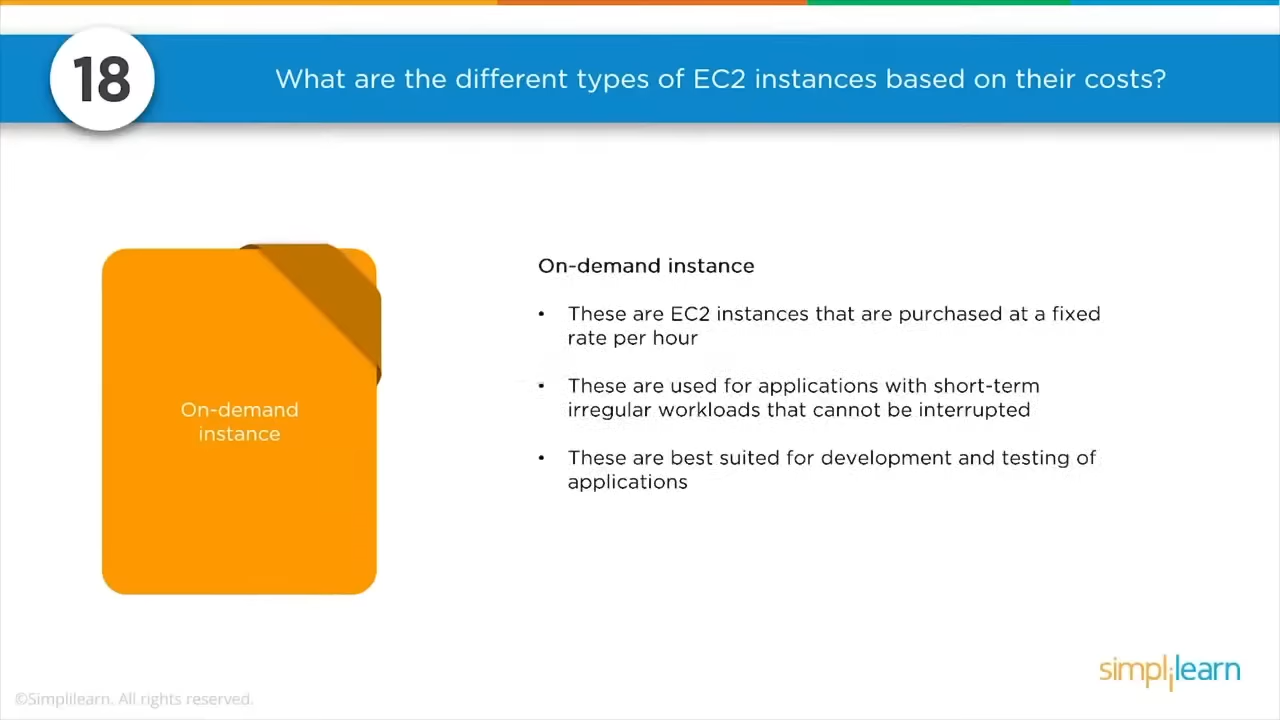 18
What are the different types of EC2 instances based on their costs?
On-demand
instance
On-demand instance
• These are EC2 instances that are purchased at a fixed
rate per hour
• These are used for applications with short-term
irregular workloads that cannot be interrupted
• These are best suited for development and testing of
applications
simplilearn
©Simplilearn. All rights reserved.